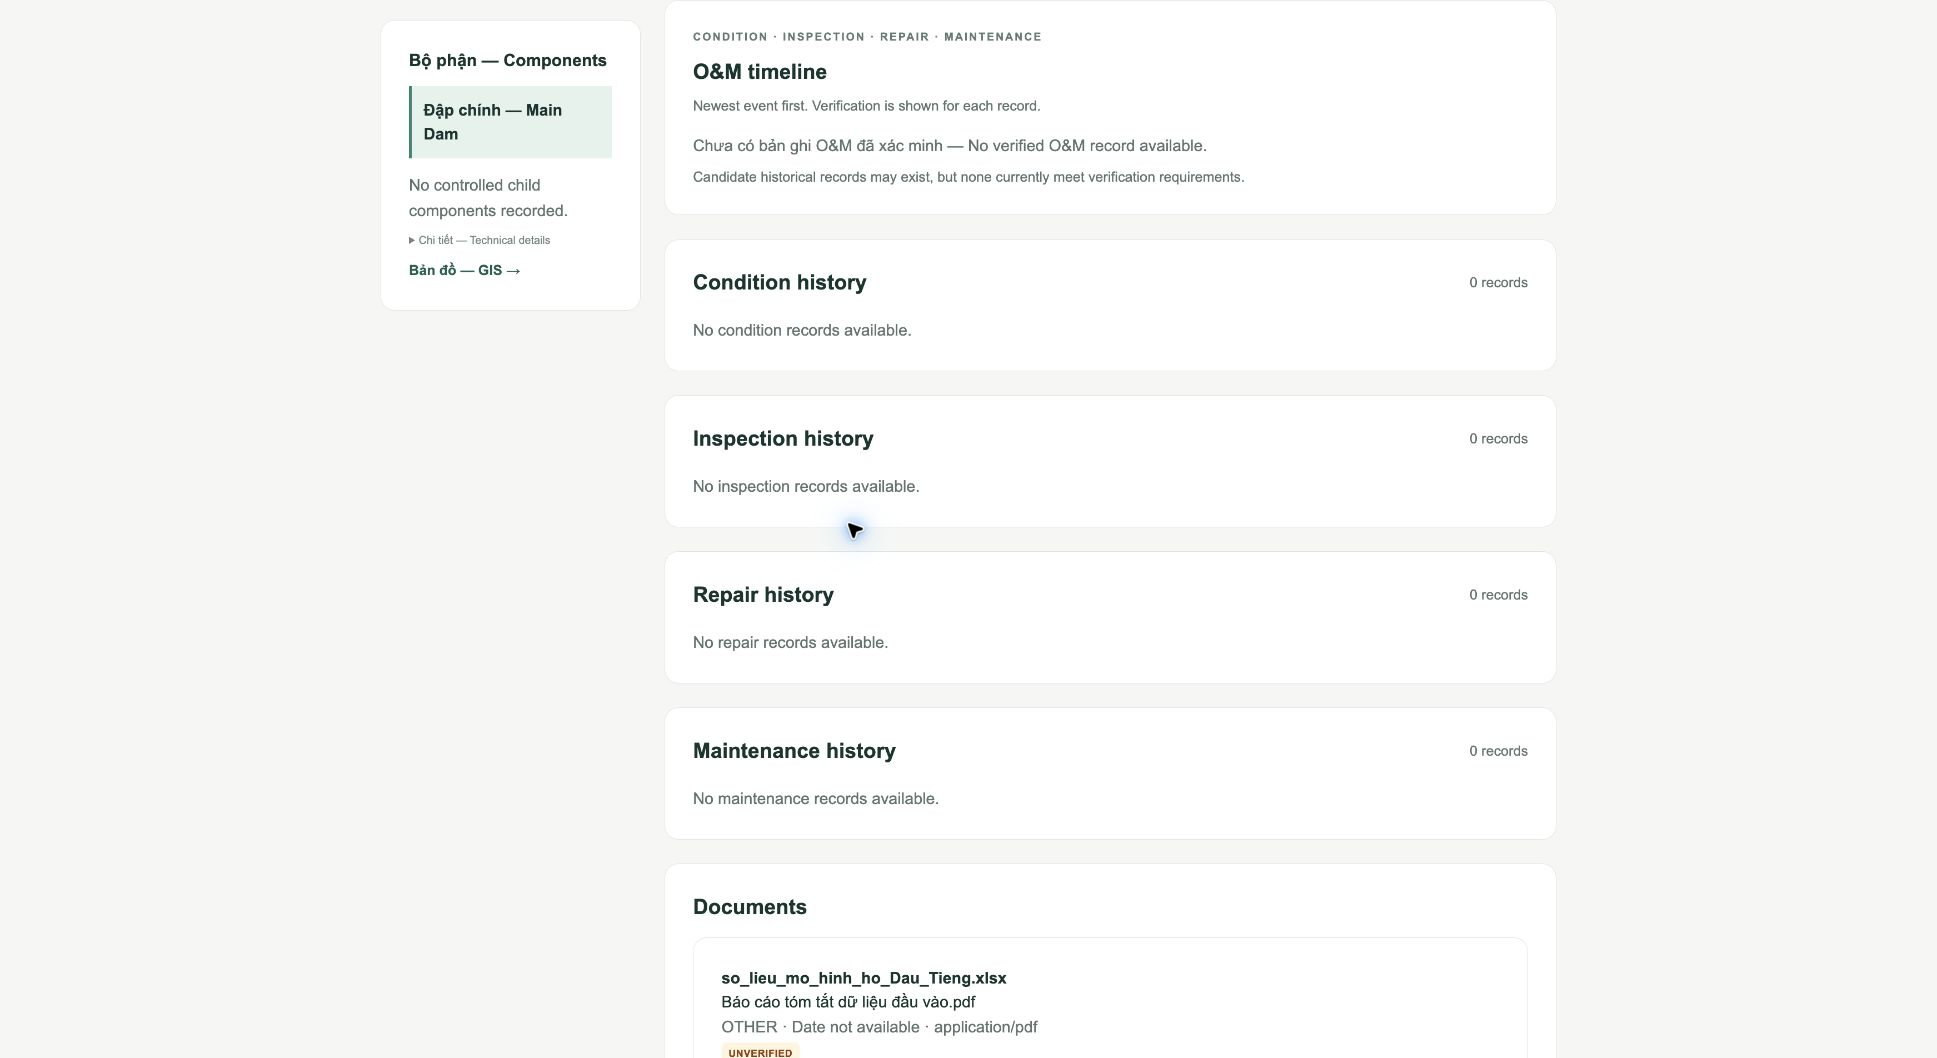 Bộ phận — Components
Đập chính — Main
Dam
No controlled child
components recorded.
Chi tiết — Technical details
Bản đồ — GIS →
CONDITION · INSPECTION · REPAIR · MAINTENANCE
O&M timeline
Newest event first. Verification is shown for each record.
Chưa có bản ghi O&M đã xác minh — No verified O&M record available.
Candidate historical records may exist, but none currently meet verification requirements.
Condition history
0 records
No condition records available.
Inspection history
0 records
No inspection records available.
Repair history
0 records
No repair records available.
Maintenance history
0 records
No maintenance records available.
Documents
so_lieu_mo_hinh_ho_Dau_Tieng.xlsx
Báo cáo tóm tắt dữ liệu đầu vào.pdf
OTHER · Date not available · application/pdf
UNVERIFIED